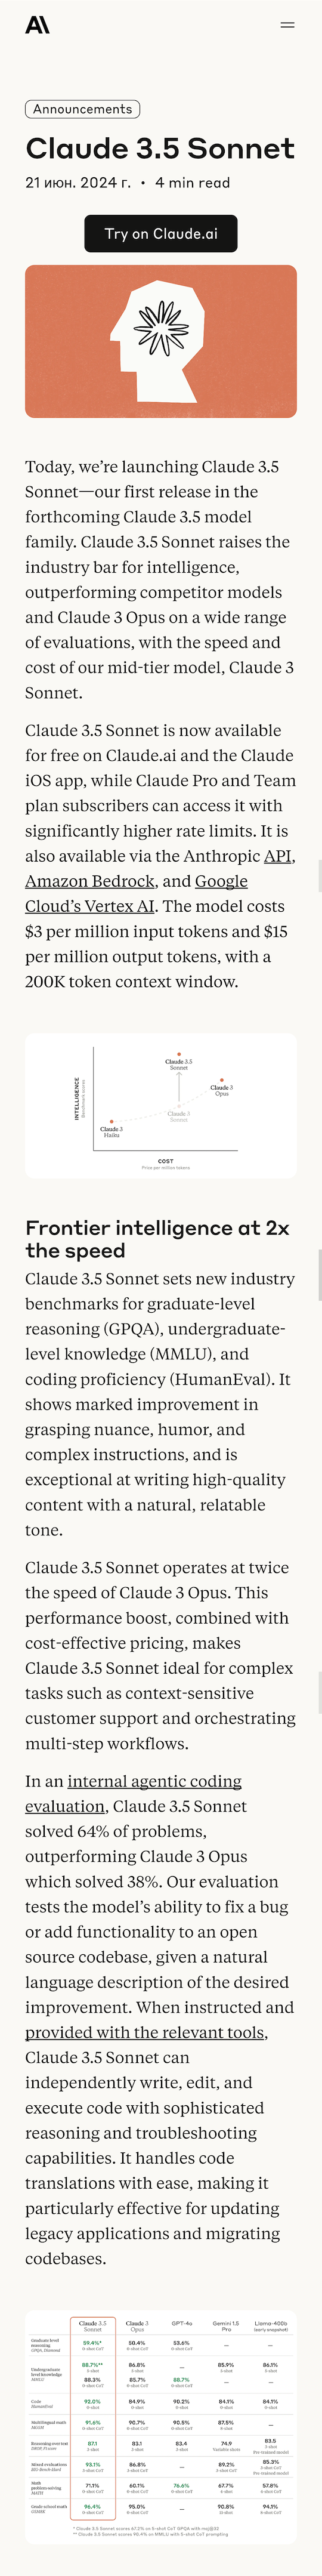 Announcements
Claude 3.5 Sonnet
21 июн. 2024 г. • 4 min read
Try on Claude.ai
Today, we’re launching Claude 3.5
Sonnet—our first release in the
forthcoming Claude 3.5 model
family. Claude 3.5 Sonnet raises the
industry bar for intelligence,
outperforming competitor models
and Claude 3 Opus on a wide range
of evaluations, with the speed and
cost of our mid-tier model, Claude 3
Sonnet.
Claude 3.5 Sonnet is now available
for free on Claude.ai and the Claude
iOS app, while Claude Pro and Team
plan subscribers can access it with
significantly higher rate limits. It is
also available via the Anthropic API,
Amazon Bedrock, and Google
Cloud’s Vertex AI. The model costs
$3 per million input tokens and $15
per million output tokens, with a
200K token context window.
INTELLIGENCE
Benchmark scores
Claude 3.5
Sonnet
Claude 3
Opus
Claude 3
Sonnet
Claude 3
Haiku
COST
Price per million tokens
Frontier intelligence at 2x
the speed
Claude 3.5 Sonnet sets new industry
benchmarks for graduate-level
reasoning (GPQA), undergraduate-
level knowledge (MMLU), and
coding proficiency (HumanEval). It
shows marked improvement in
grasping nuance, humor, and
complex instructions, and is
exceptional at writing high-quality
content with a natural, relatable
tone.
Claude 3.5 Sonnet operates at twice
the speed of Claude 3 Opus. This
performance boost, combined with
cost-effective pricing, makes
Claude 3.5 Sonnet ideal for complex
tasks such as context-sensitive
customer support and orchestrating
multi-step workflows.
In an internal agentic coding
evaluation, Claude 3.5 Sonnet
solved 64% of problems,
outperforming Claude 3 Opus
which solved 38%. Our evaluation
tests the model’s ability to fix a bug
or add functionality to an open
source codebase, given a natural
language description of the desired
improvement. When instructed and
provided with the relevant tools,
Claude 3.5 Sonnet can
independently write, edit, and
execute code with sophisticated
reasoning and troubleshooting
capabilities. It handles code
translations with ease, making it
particularly effective for updating
legacy applications and migrating
codebases.
Claude 3.5 Sonnet Claude 3 Opus GPT-4o Gemini 1.5 Pro Llama-400b (early snapshot)
Graduate level reasoning GPQA, Diamond 59.4%* 0-shot CoT 50.4% 0-shot CoT 53.6% 0-shot CoT — —
Undergraduate level knowledge MMLU 88.7%** 5-shot 86.8% 5-shot — 85.9% 5-shot 86.1% 5-shot
88.3% 0-shot CoT 85.7% 0-shot CoT 88.7% 0-shot CoT — —
Code HumanEval 92.0% 0-shot 84.9% 0-shot 90.2% 0-shot 84.1% 0-shot 84.1% 0-shot
Multilingual math MGSM 91.6% 0-shot CoT 90.7% 0-shot CoT 90.5% 0-shot CoT 87.5% 8-shot —
Reasoning over text DROP, F1 score 87.1 3-shot 83.1 3-shot 83.4 3-shot 74.9 Variable shots 83.5 3-shot Pre-trained model
Mixed evaluations BIG-Bench-Hard 93.1% 3-shot CoT 86.8% 3-shot CoT — 89.2% 3-shot CoT 85.3% 3-shot CoT Pre-trained model
Math problem-solving MATH 71.1% 0-shot CoT 60.1% 0-shot CoT 76.6% 0-shot CoT 67.7% 4-shot 57.8% 4-shot CoT
Grade school math GSM8K 96.4% 0-shot CoT 95.0% 0-shot CoT — 90.8% 11-shot 94.1% 8-shot CoT
* Claude 3.5 Sonnet scores 67.2% on 5-shot CoT GPQA with maj@32
** Claude 3.5 Sonnet scores 90.4% on MMLU with 5-shot CoT prompting